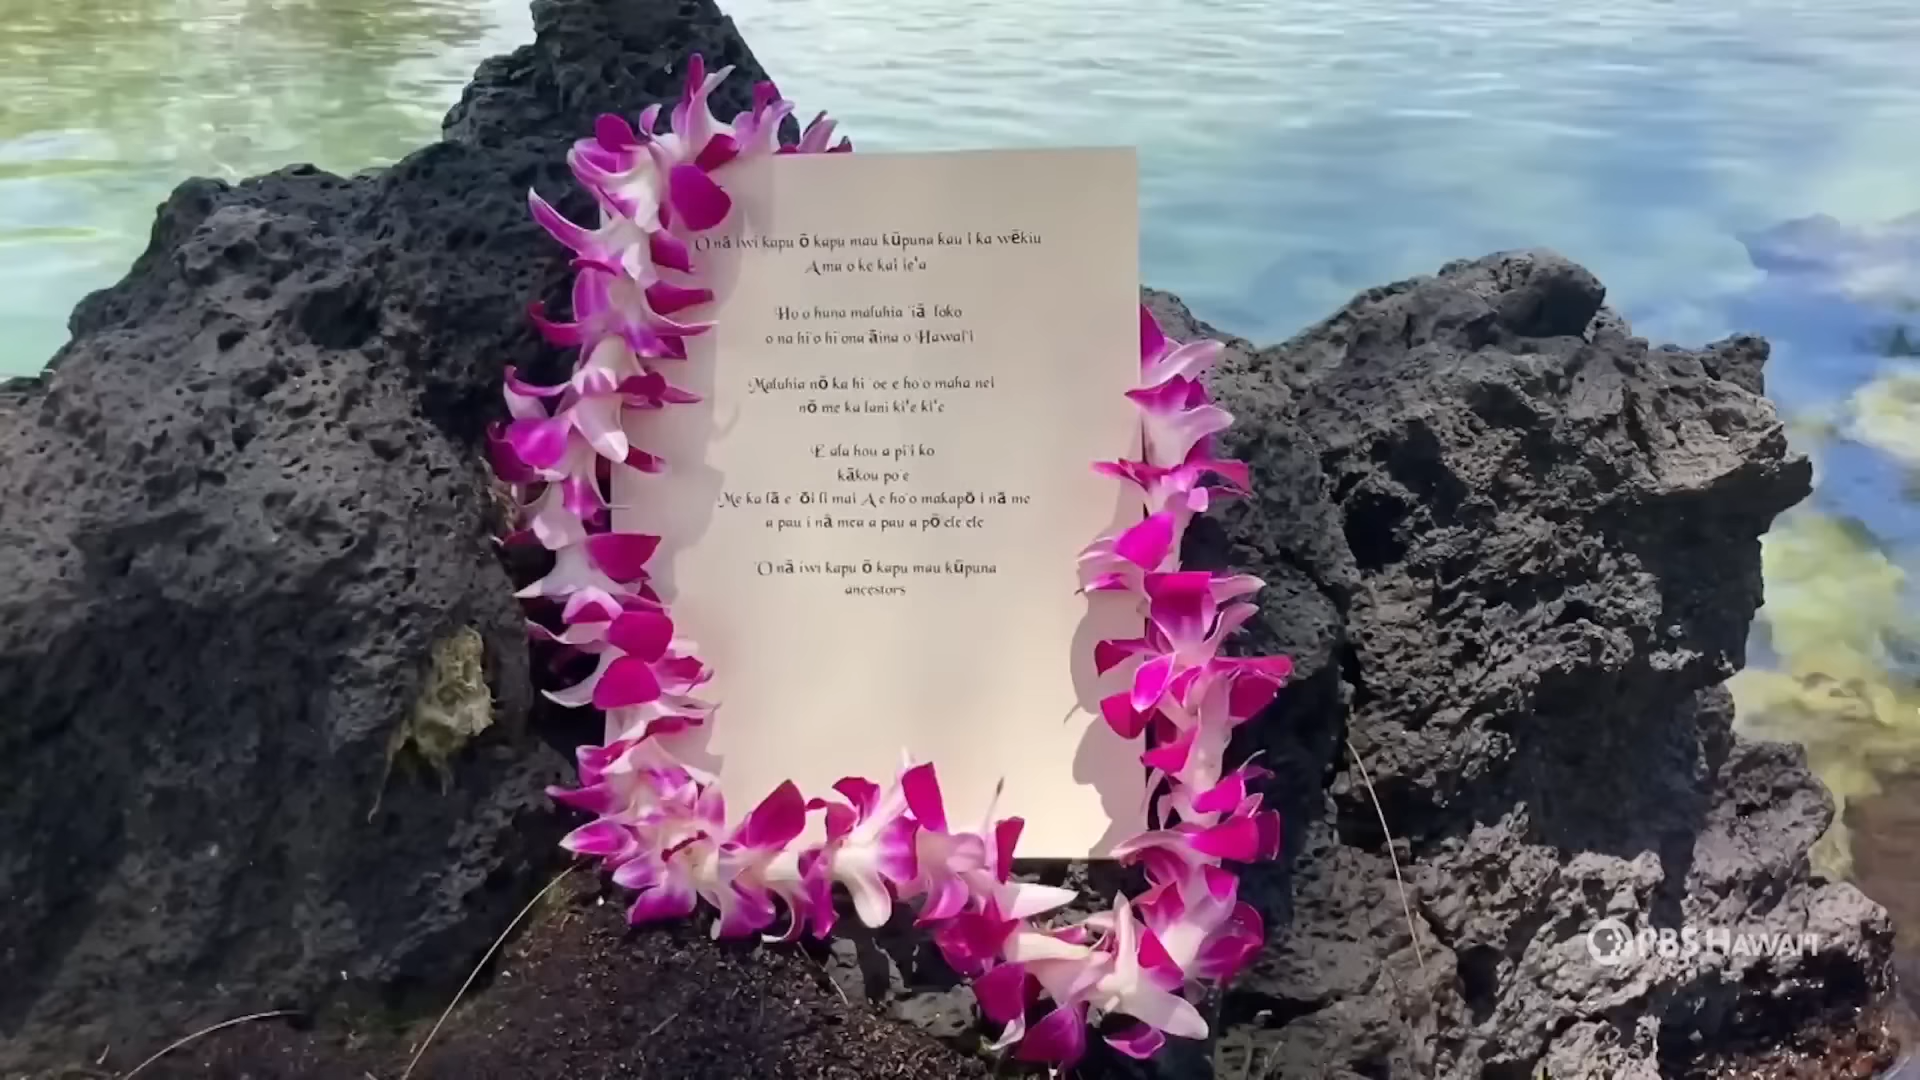 O nā iwi kapu ō kapu mau kūpuna kau i ka wēkiu
A ma o ke kai ie'a
Ho o huna maluhia 'iā loko
o na hi'o hi ona āina o Hawai'i
Maluhia nō ka hi 'oe e ho'o maha nei
nō me ka lani ki'e ki'e
E ala hou a pi'i ko
kākou po'e
Me ka lā e 'ōi li mai A e ho'o makapō i nā me
a pau i nā mea a pau a pō'ele'ele
'O nā iwi kapu ō kapu mau kūpuna
ancestors
PBS HAWAI'I